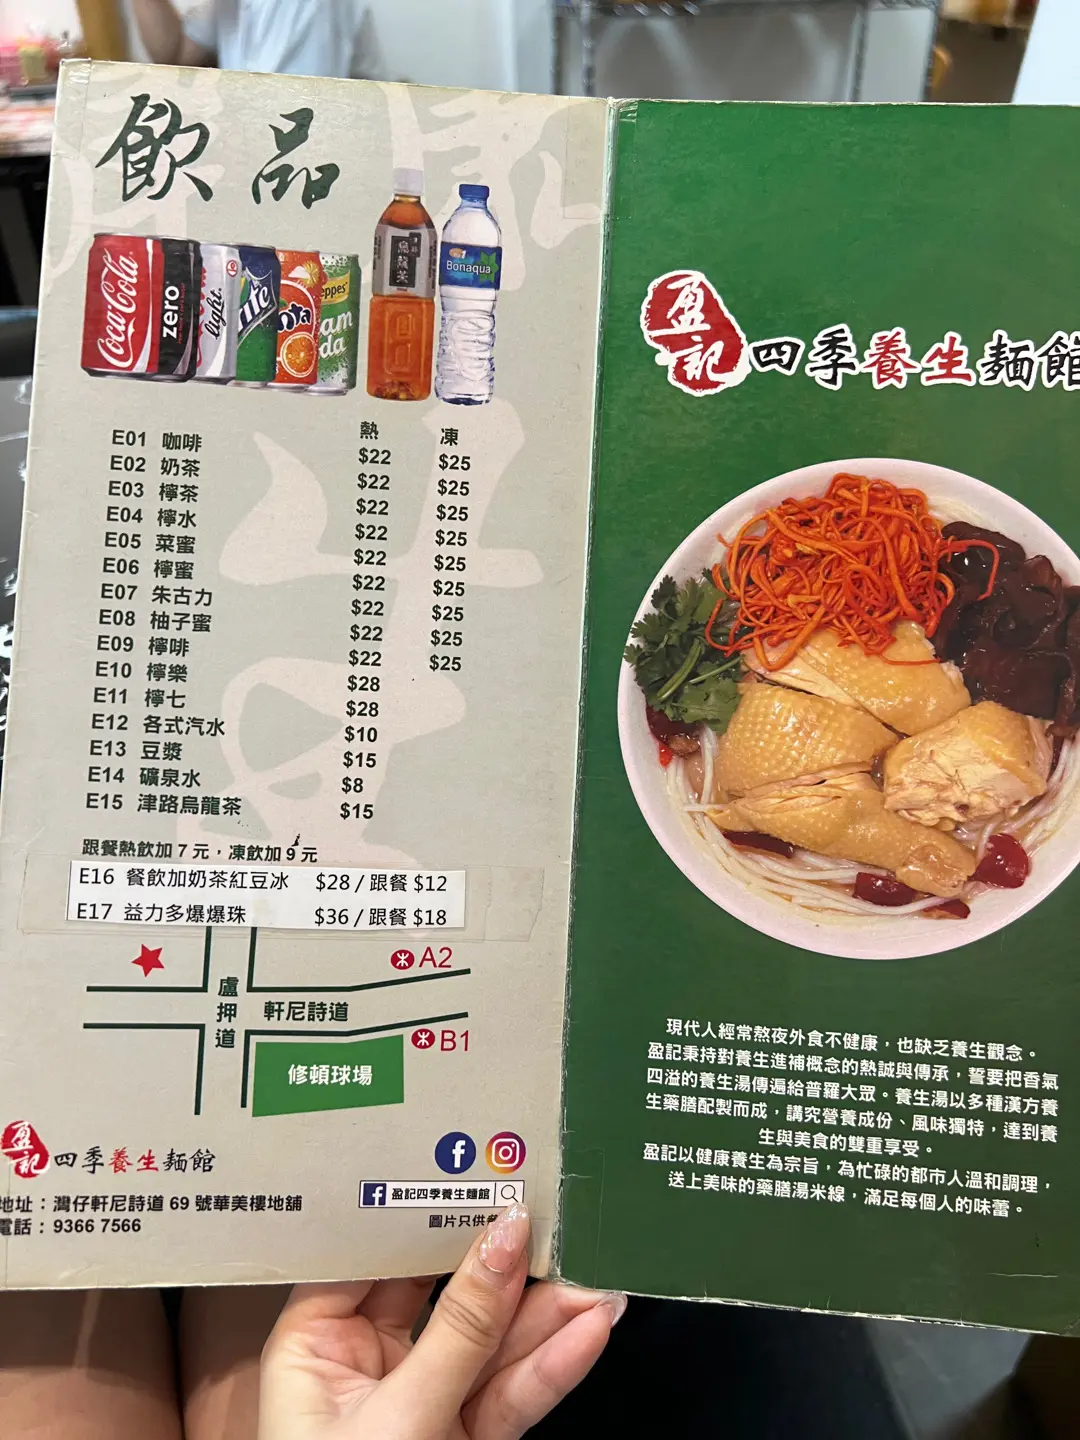 飲品
Coca-Cola
zero
light
Bonaqua
烏龍茶
熱 凍
E01 咖啡 $22 $25
E02 奶茶 $22 $25
E03 檸茶 $22 $25
E04 檸水 $22 $25
E05 菜蜜 $22 $25
E06 檸蜜 $22 $25
E07 朱古力 $22 $25
E08 柚子蜜 $22 $25
E09 檸啡 $22 $25
E10 檸樂 $28
E11 檸七 $28
E12 各式汽水 $10
E13 豆漿 $15
E14 礦泉水 $8
E15 津路烏龍茶 $15
跟餐熱飲加 7 元，凍飲加 9 元
E16 餐飲加奶茶紅豆冰 $28 / 跟餐 $12
E17 益力多爆爆珠 $36 / 跟餐 $18
A2
盧押道
軒尼詩道
B1
修頓球場
盈記
四季養生麵館
盈記四季養生麵館
地址：灣仔軒尼詩道 69 號華美樓地舖
電話：9366 7566
圖片只供
盈記
四季養生麵館
現代人經常熬夜外食不健康，也缺乏養生觀念。
盈記秉持對養生進補概念的熱誠與傳承，誓要把香氣
四溢的養生湯傳遍給普羅大眾。養生湯以多種漢方養
生藥膳配製而成，講究營養成份、風味獨特，達到養
生與美食的雙重享受。
盈記以健康養生為宗旨，為忙碌的都市人溫和調理，
送上美味的藥膳湯米線，滿足每個人的味蕾。